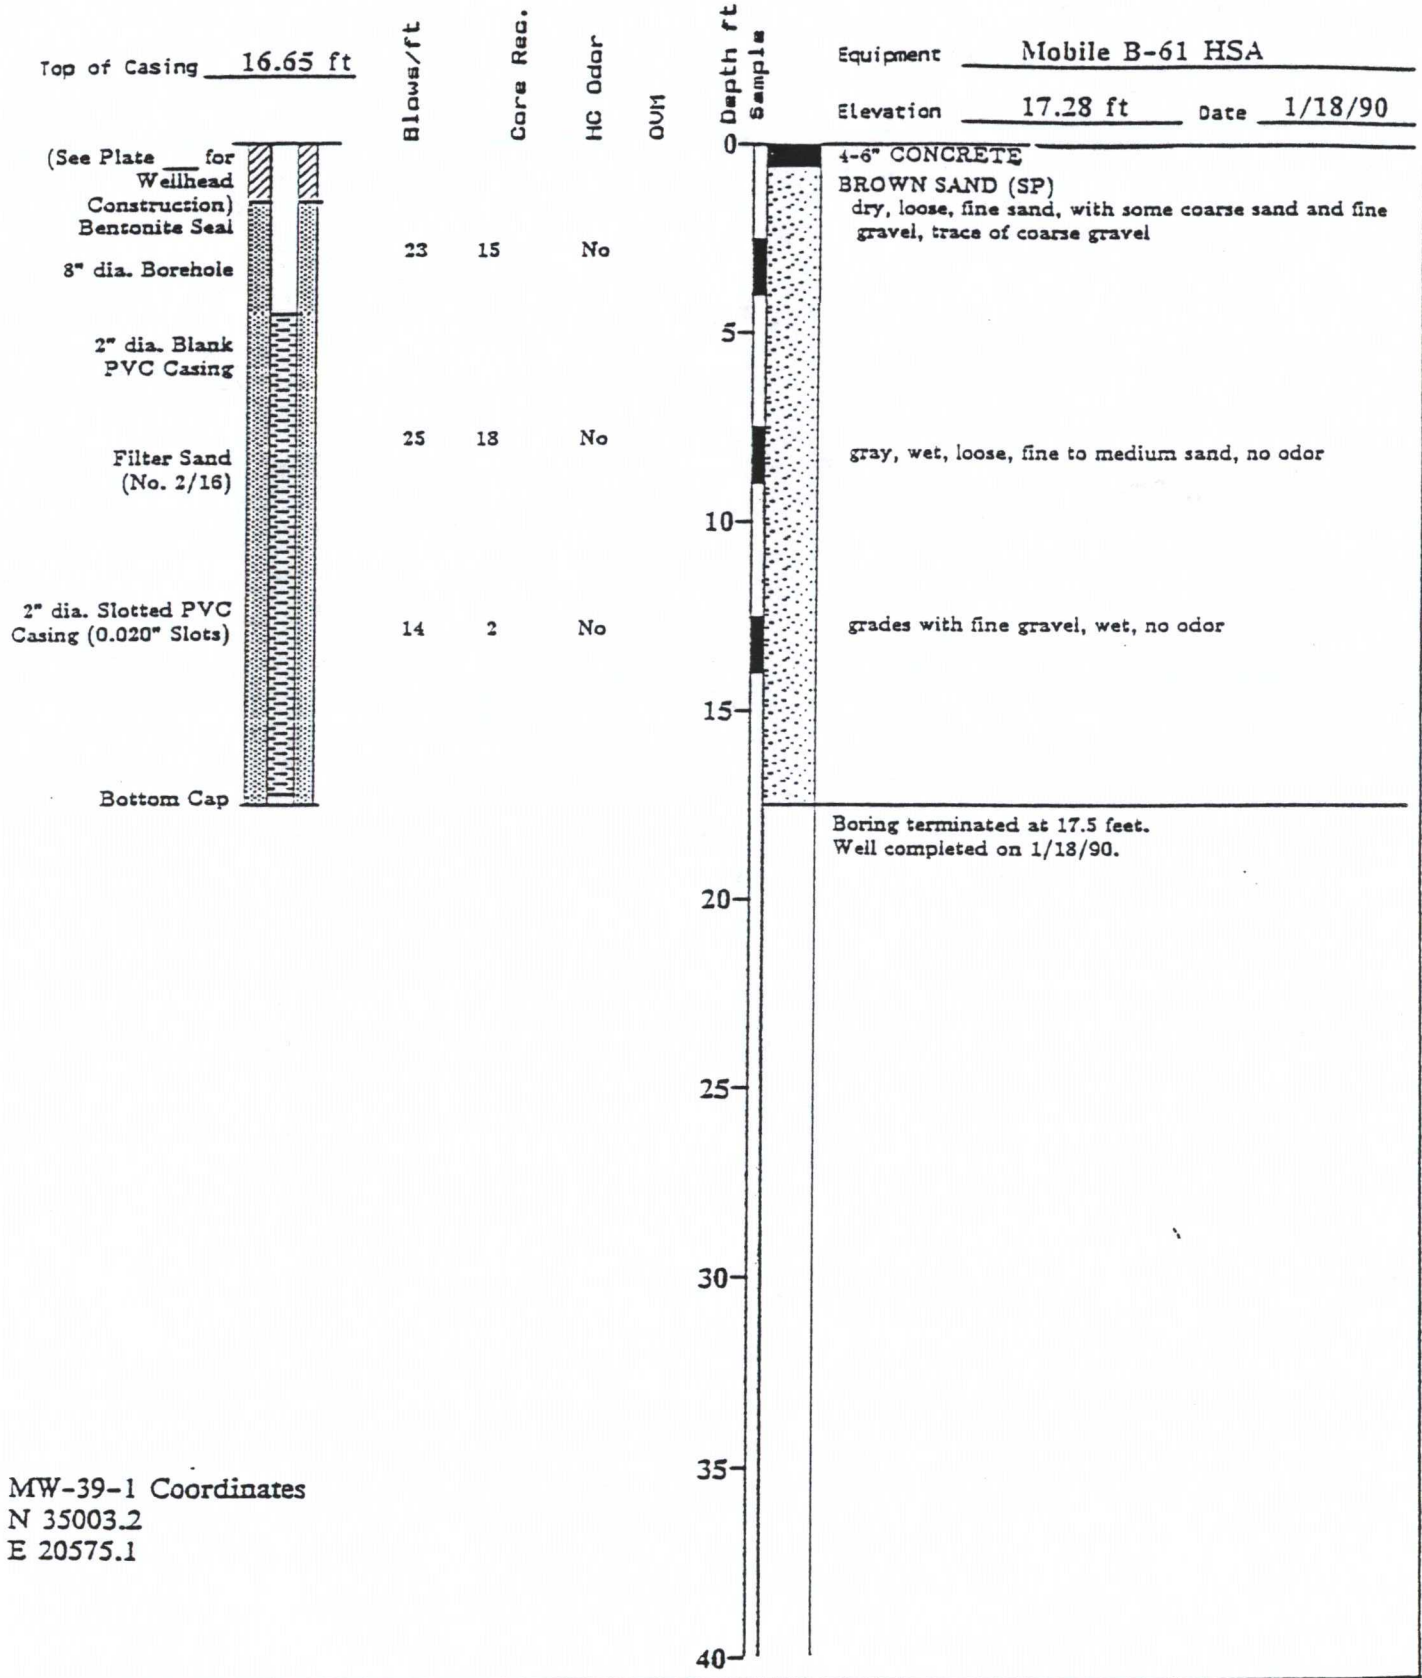 Top of Casing 16.65 ft
Blows/ft
Core Rec.
HC Odor
OVM
Depth ft
Sample
Equipment Mobile B-61 HSA
Elevation 17.28 ft Date 1/18/90
(See Plate ___ for
Wellhead
Construction)
Bentonite Seal
8" dia. Borehole
2" dia. Blank
PVC Casing
Filter Sand
(No. 2/16)
2" dia. Slotted PVC
Casing (0.020" Slots)
Bottom Cap
23 15 No
25 18 No
14 2 No
0
5
10
15
20
25
30
35
40
4-6" CONCRETE
BROWN SAND (SP)
dry, loose, fine sand, with some coarse sand and fine
gravel, trace of coarse gravel
gray, wet, loose, fine to medium sand, no odor
grades with fine gravel, wet, no odor
Boring terminated at 17.5 feet.
Well completed on 1/18/90.
MW-39-1 Coordinates
N 35003.2
E 20575.1